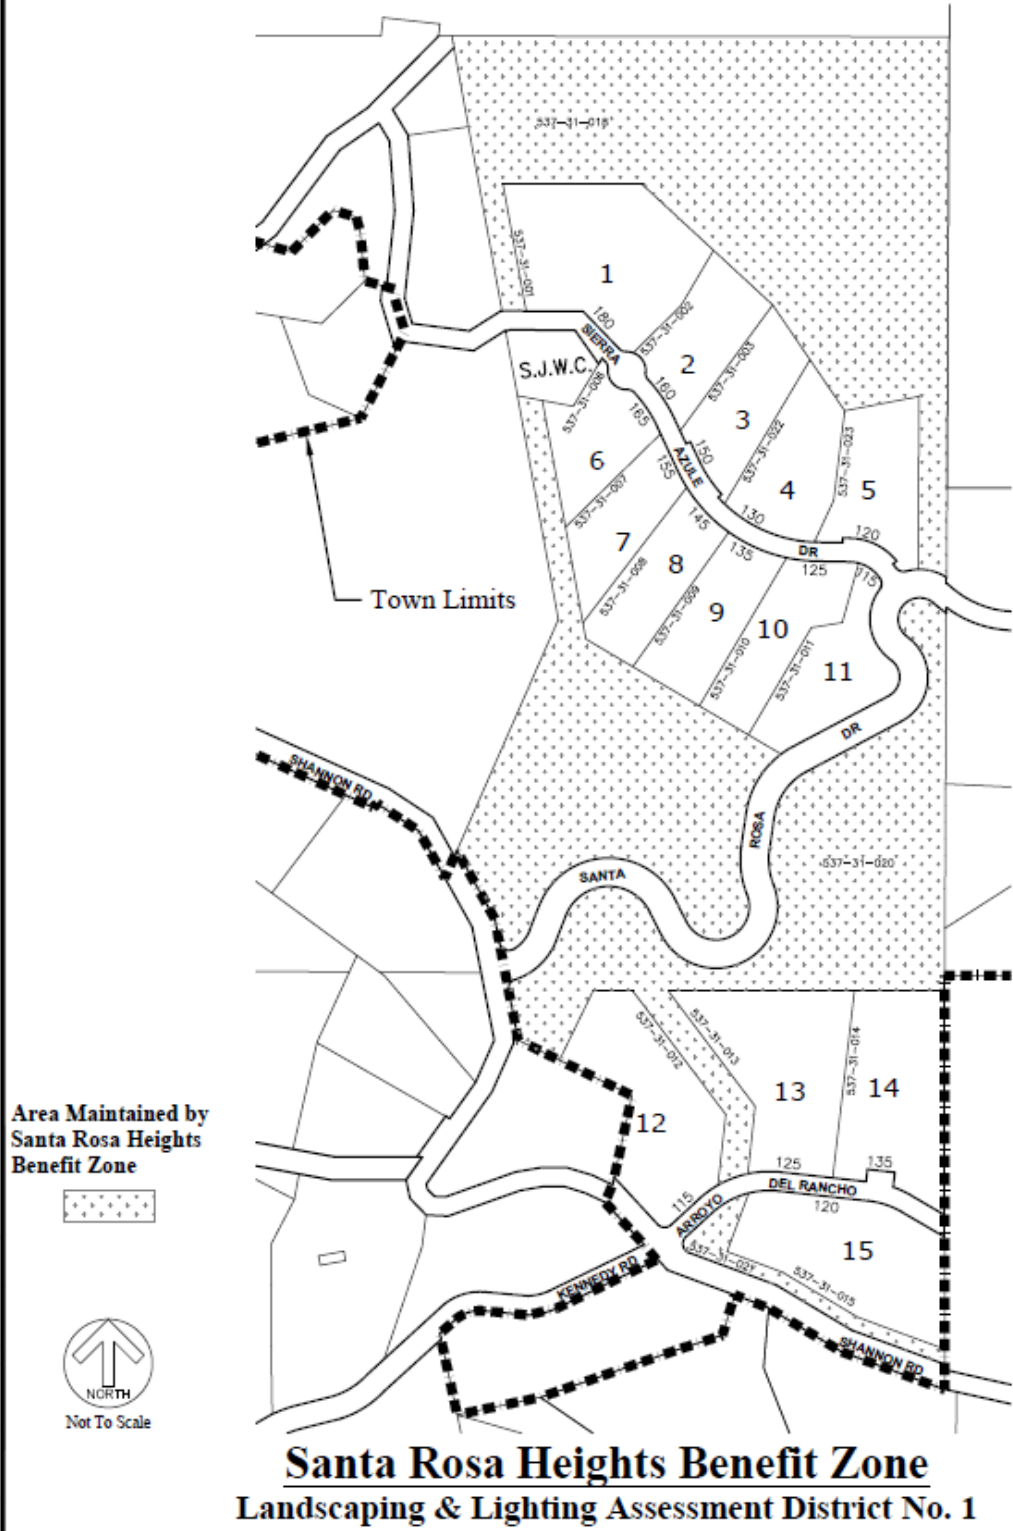 537-31-018
537-31-001
1
180
SIERRA
537-31-002
S.J.W.C.
2
160
537-31-003
537-31-006
165
3
150
537-31-022
537-31-023
6
155
AZULE
4
5
537-31-007
145
130
120
7
8
135
DR
125
115
537-31-008
537-31-009
9
10
537-31-010
537-31-011
11
Town Limits
DR
SHANNON RD
ROSA
537-31-020
SANTA
537-31-012
537-31-013
537-31-014
13
14
12
Area Maintained by
Santa Rosa Heights
Benefit Zone
125
135
DEL RANCHO
115
ARROYO
120
15
537-31-015
KENNEDY RD
SHANNON RD
NORTH
Not To Scale
Santa Rosa Heights Benefit Zone
Landscaping & Lighting Assessment District No. 1